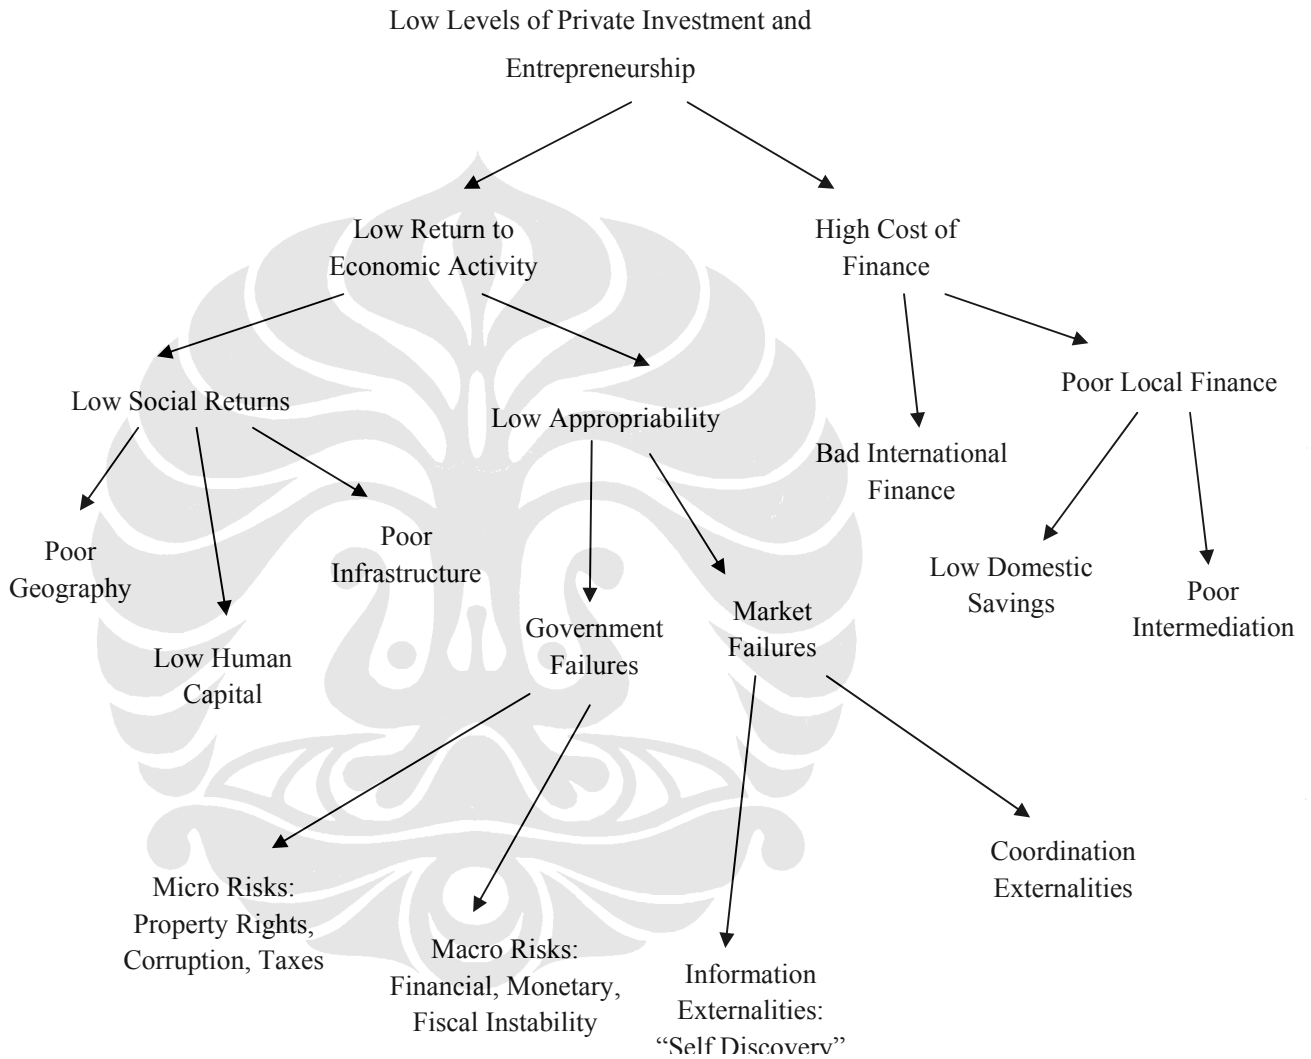 Low Levels of Private Investment and
Entrepreneurship
Low Return to
Economic Activity
High Cost of
Finance
Low Social Returns
Low Appropriability
Poor Local Finance
Bad International
Finance
Poor
Geography
Low Human
Capital
Poor
Infrastructure
Government
Failures
Market
Failures
Low Domestic
Savings
Poor
Intermediation
Micro Risks:
Property Rights,
Corruption, Taxes
Macro Risks:
Financial, Monetary,
Fiscal Instability
Information
Externalities:
“Self Discovery”
Coordination
Externalities